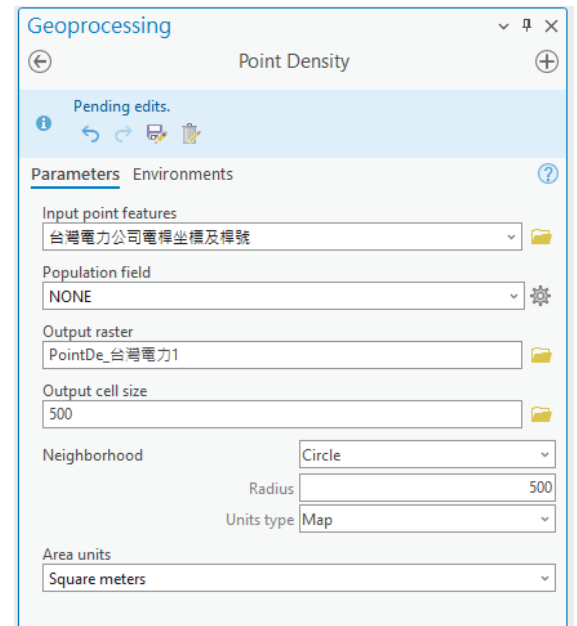 Geoprocessing
Point Density
Pending edits.
Parameters Environments
Input point features
台灣電力公司電桿坐標及桿號
Population field
NONE
Output raster
PointDe_台灣電力1
Output cell size
500
Neighborhood Circle
Radius 500
Units type Map
Area units
Square meters